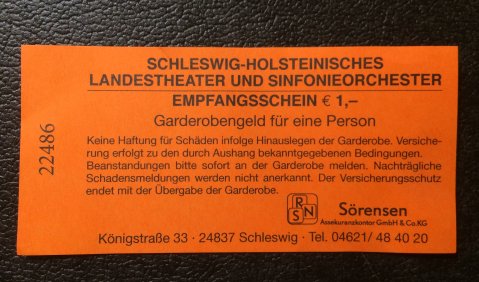 SCHLESWIG-HOLSTEINISCHES
LANDESTHEATER UND SINFONIEORCHESTER
EMPFANGSSCHEIN € 1,–
Garderobengeld für eine Person
22486
Keine Haftung für Schäden infolge Hinauslegen der Garderobe. Versiche-
rung erfolgt zu den durch Aushang bekanntgegebenen Bedingungen.
Beanstandungen bitte sofort an der Garderobe melden. Nachträgliche
Schadensmeldungen werden nicht anerkannt. Der Versicherungsschutz
endet mit der Übergabe der Garderobe.
RSN
Sörensen
Assekuranzkontor GmbH & Co.KG
Königstraße 33 · 24837 Schleswig · Tel. 04621/ 48 40 20